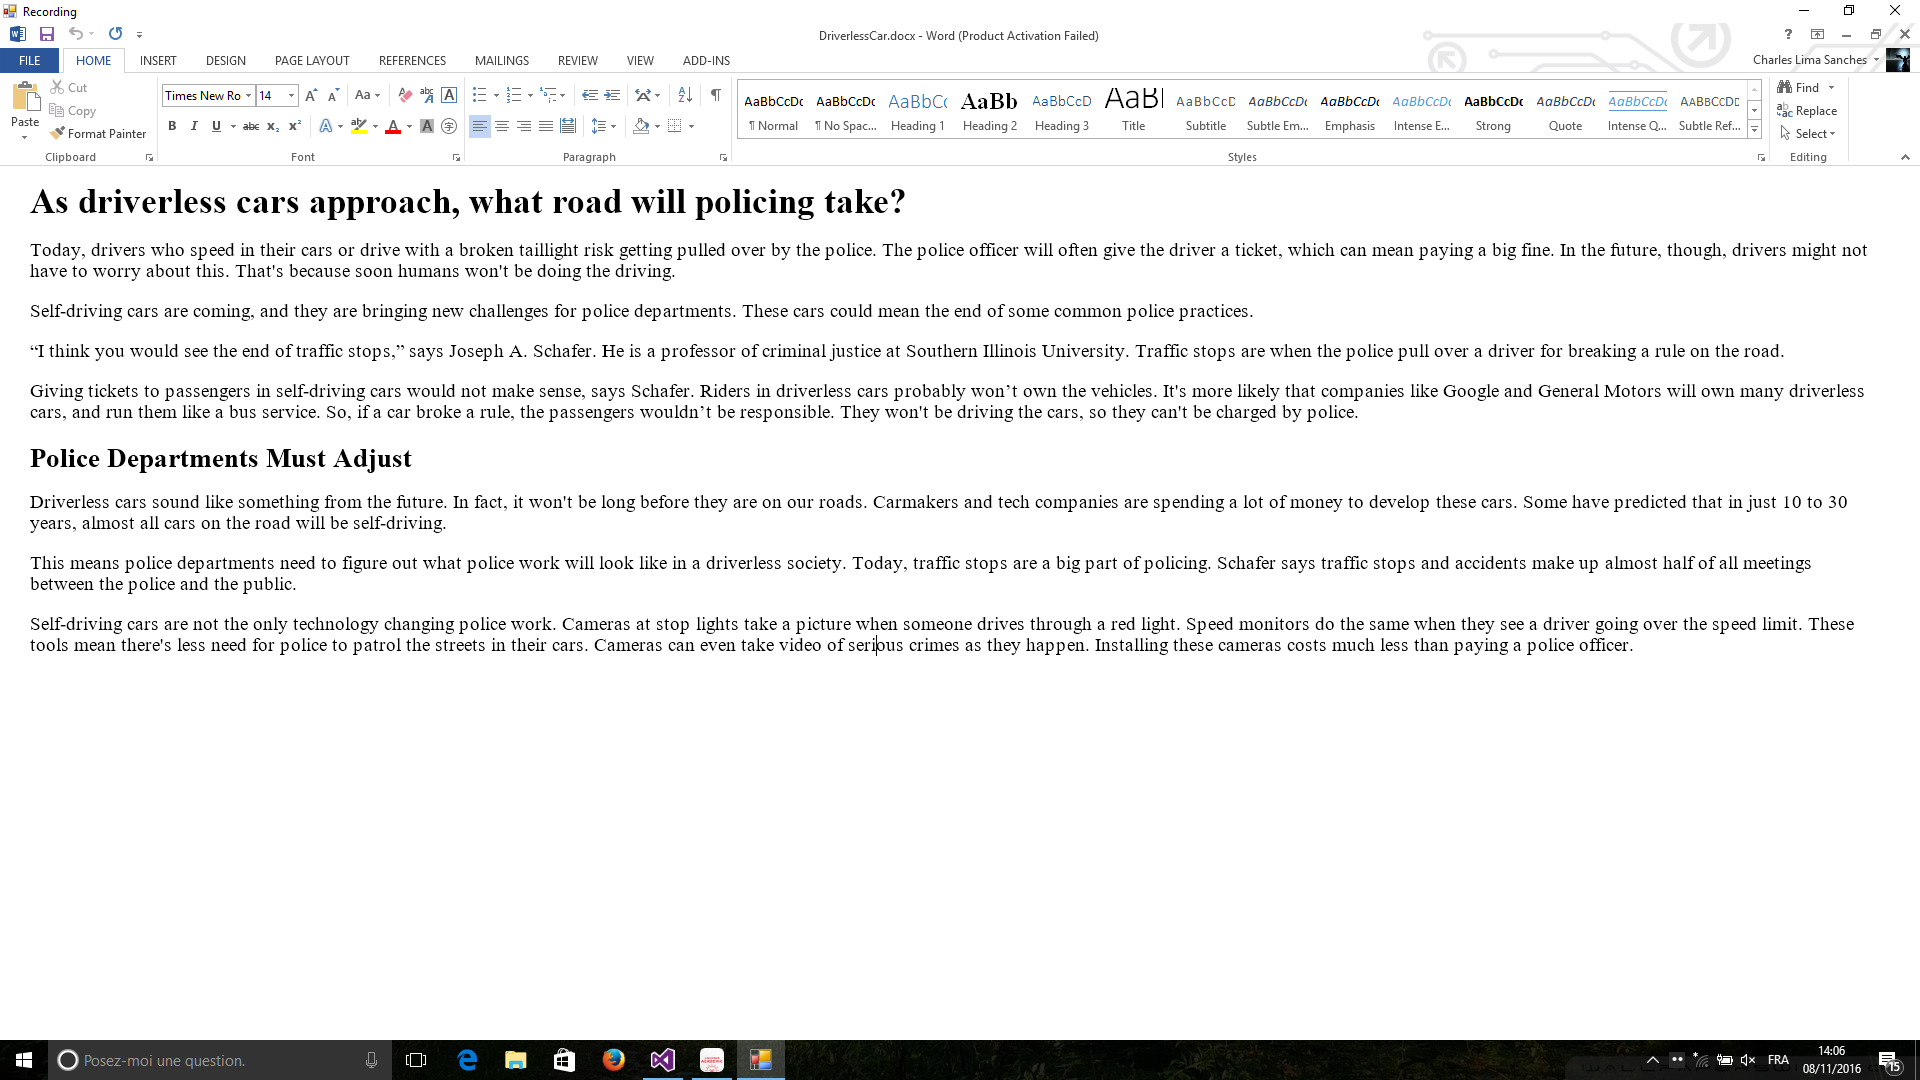 Recording
DriverlessCar.docx - Word (Product Activation Failed)
FILE HOME INSERT DESIGN PAGE LAYOUT REFERENCES MAILINGS REVIEW VIEW ADD-INS Charles Lima Sanches
Paste
Cut
Copy
Format Painter
Clipboard
Times New Ro 14
Font
Paragraph
AaBbCcDc AaBbCcDc AaBbCc AaBb AaBbCcD AaBl AaBbCcD AaBbCcDc AaBbCcDc AaBbCcDc AaBbCcDc AaBbCcDc AaBbCcDc AABBCCDC
¶ Normal ¶ No Spac... Heading 1 Heading 2 Heading 3 Title Subtitle Subtle Em... Emphasis Intense E... Strong Quote Intense Q... Subtle Ref...
Styles
Find
Replace
Select
Editing
As driverless cars approach, what road will policing take?
Today, drivers who speed in their cars or drive with a broken taillight risk getting pulled over by the police. The police officer will often give the driver a ticket, which can mean paying a big fine. In the future, though, drivers might not
have to worry about this. That's because soon humans won't be doing the driving.
Self-driving cars are coming, and they are bringing new challenges for police departments. These cars could mean the end of some common police practices.
“I think you would see the end of traffic stops,” says Joseph A. Schafer. He is a professor of criminal justice at Southern Illinois University. Traffic stops are when the police pull over a driver for breaking a rule on the road.
Giving tickets to passengers in self-driving cars would not make sense, says Schafer. Riders in driverless cars probably won’t own the vehicles. It's more likely that companies like Google and General Motors will own many driverless
cars, and run them like a bus service. So, if a car broke a rule, the passengers wouldn’t be responsible. They won't be driving the cars, so they can't be charged by police.
Police Departments Must Adjust
Driverless cars sound like something from the future. In fact, it won't be long before they are on our roads. Carmakers and tech companies are spending a lot of money to develop these cars. Some have predicted that in just 10 to 30
years, almost all cars on the road will be self-driving.
This means police departments need to figure out what police work will look like in a driverless society. Today, traffic stops are a big part of policing. Schafer says traffic stops and accidents make up almost half of all meetings
between the police and the public.
Self-driving cars are not the only technology changing police work. Cameras at stop lights take a picture when someone drives through a red light. Speed monitors do the same when they see a driver going over the speed limit. These
tools mean there's less need for police to patrol the streets in their cars. Cameras can even take video of serious crimes as they happen. Installing these cameras costs much less than paying a police officer.
Posez-moi une question.
FRA
14:06
08/11/2016
15